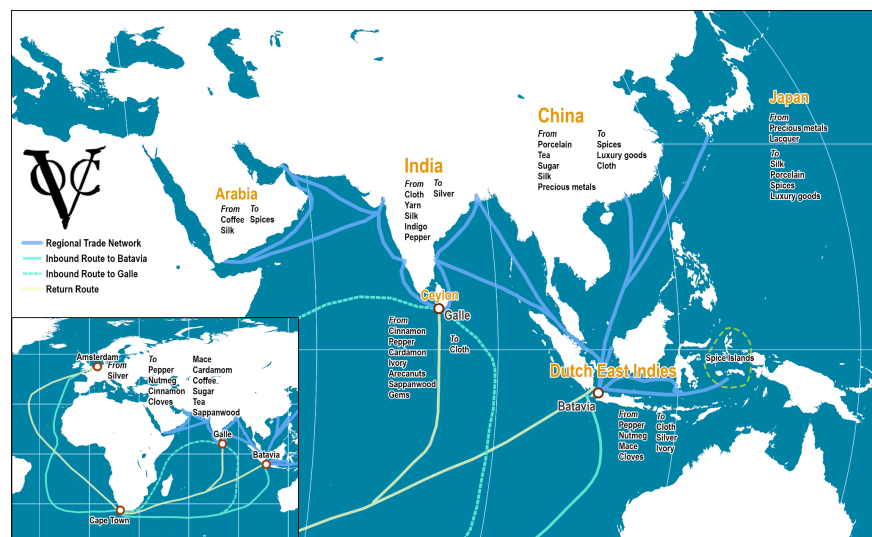 VOC
Regional Trade Network
Inbound Route to Batavia
Inbound Route to Galle
Return Route
Arabia
From
Coffee
Silk
To
Spices
India
From
Cloth
Yarn
Silk
Indigo
Pepper
To
Silver
China
From
Porcelain
Tea
Sugar
Silk
Precious metals
To
Spices
Luxury goods
Cloth
Japan
From
Precious metals
Lacquer
To
Silk
Porcelain
Spices
Luxury goods
Ceylon
Galle
From
Cinnamon
Pepper
Cardamon
Ivory
Arecanuts
Sappanwood
Gems
To
Cloth
Dutch East Indies
Spice Islands
Batavia
From
Pepper
Nutmeg
Mace
Cloves
To
Cloth
Silver
Ivory
Amsterdam
From
Silver
To
Pepper
Nutmeg
Cinnamon
Cloves
Mace
Cardamom
Coffee
Sugar
Tea
Sappanwood
Galle
Batavia
Cape Town